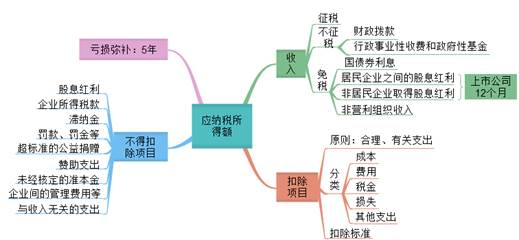 亏损弥补：5年
股息红利
企业所得税款
滞纳金
罚款、罚金等
超标准的公益捐赠
赞助支出
未经核定的准本金
企业间的管理费用等
与收入无关的支出
不得扣
除项目
应纳税所
得额
收
入
征税
不征
税
财政拨款
行政事业性收费和政府性基金
免
税
国债券利息
居民企业之间的股息红利
非居民企业取得股息红利
非营利组织收入
上市公司
12个月
扣除
项目
原则：合理、有关支出
分
类
成本
费用
税金
损失
其他支出
扣除标准